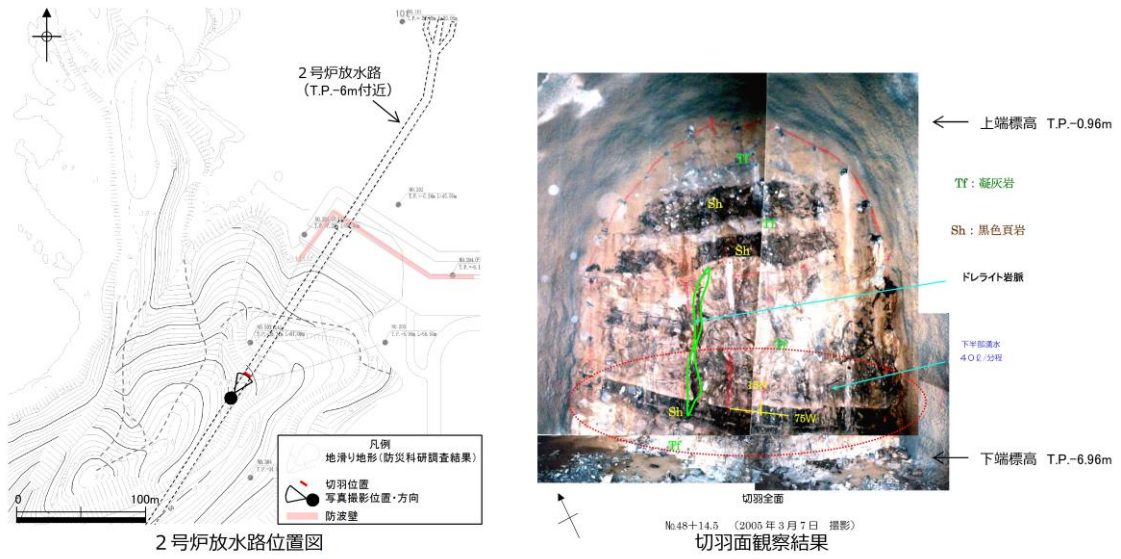 2号炉放水路
（T.P.-6m付近）
凡例
地滑り地形(防災科研調査結果)
切羽位置
写真撮影位置・方向
防波壁
0
100m
2号炉放水路位置図
上端標高 T.P.-0.96m
Tf
Tf：凝灰岩
Sh
Tf
Sh：黒色頁岩
Sh
ドレライト岩脈
下半部湧水
40ℓ/分程
75W
Sh
Tf
下端標高 T.P.-6.96m
切羽全面
No.48+14.5 （2005年3月7日 撮影）
切羽面観察結果